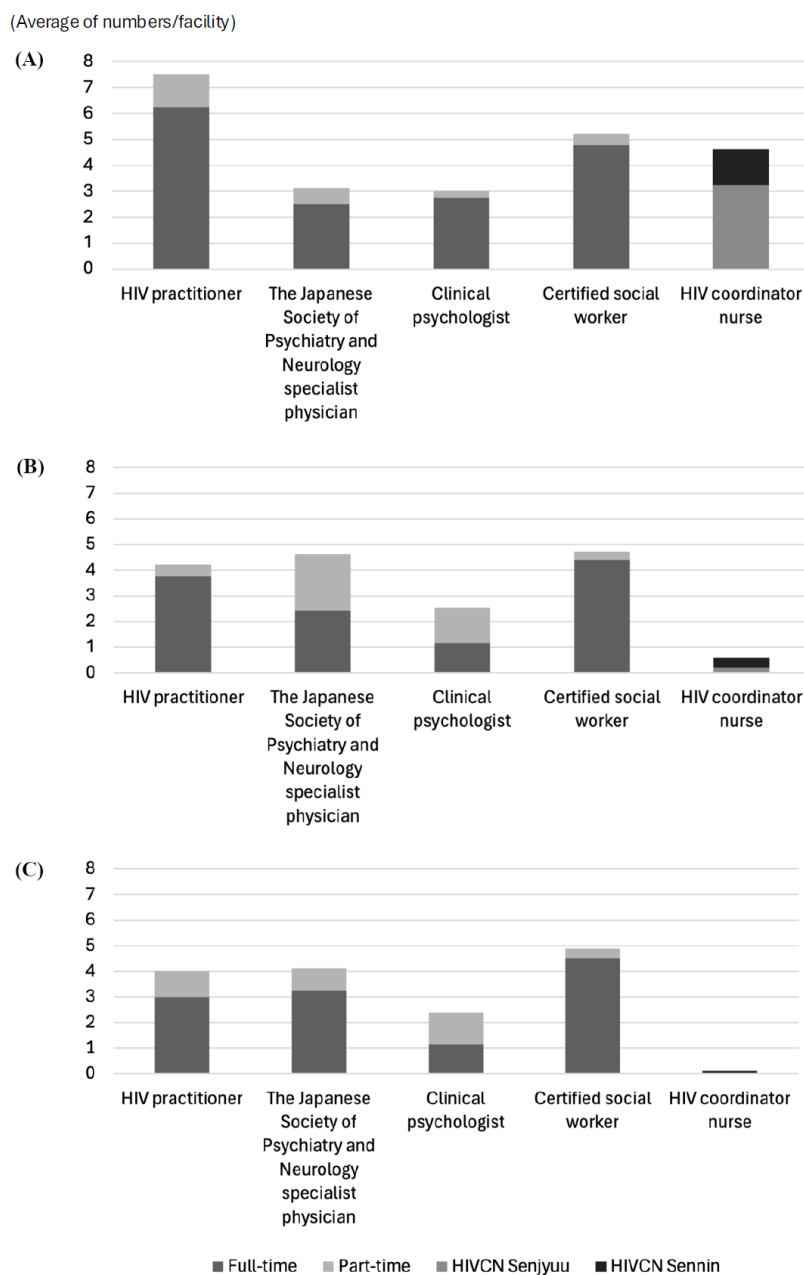 (Average of numbers/facility)
(A)
8
7
6
5
4
3
2
1
0
HIV practitioner
The Japanese
Society of
Psychiatry and
Neurology
specialist
physician
Clinical
psychologist
Certified social
worker
HIV coordinator
nurse
(B)
8
7
6
5
4
3
2
1
0
HIV practitioner
The Japanese
Society of
Psychiatry and
Neurology
specialist
physician
Clinical
psychologist
Certified social
worker
HIV coordinator
nurse
(C)
8
7
6
5
4
3
2
1
0
HIV practitioner
The Japanese
Society of
Psychiatry and
Neurology
specialist
physician
Clinical
psychologist
Certified social
worker
HIV coordinator
nurse
Full-time Part-time HIVCN Senjyuu HIVCN Sennin